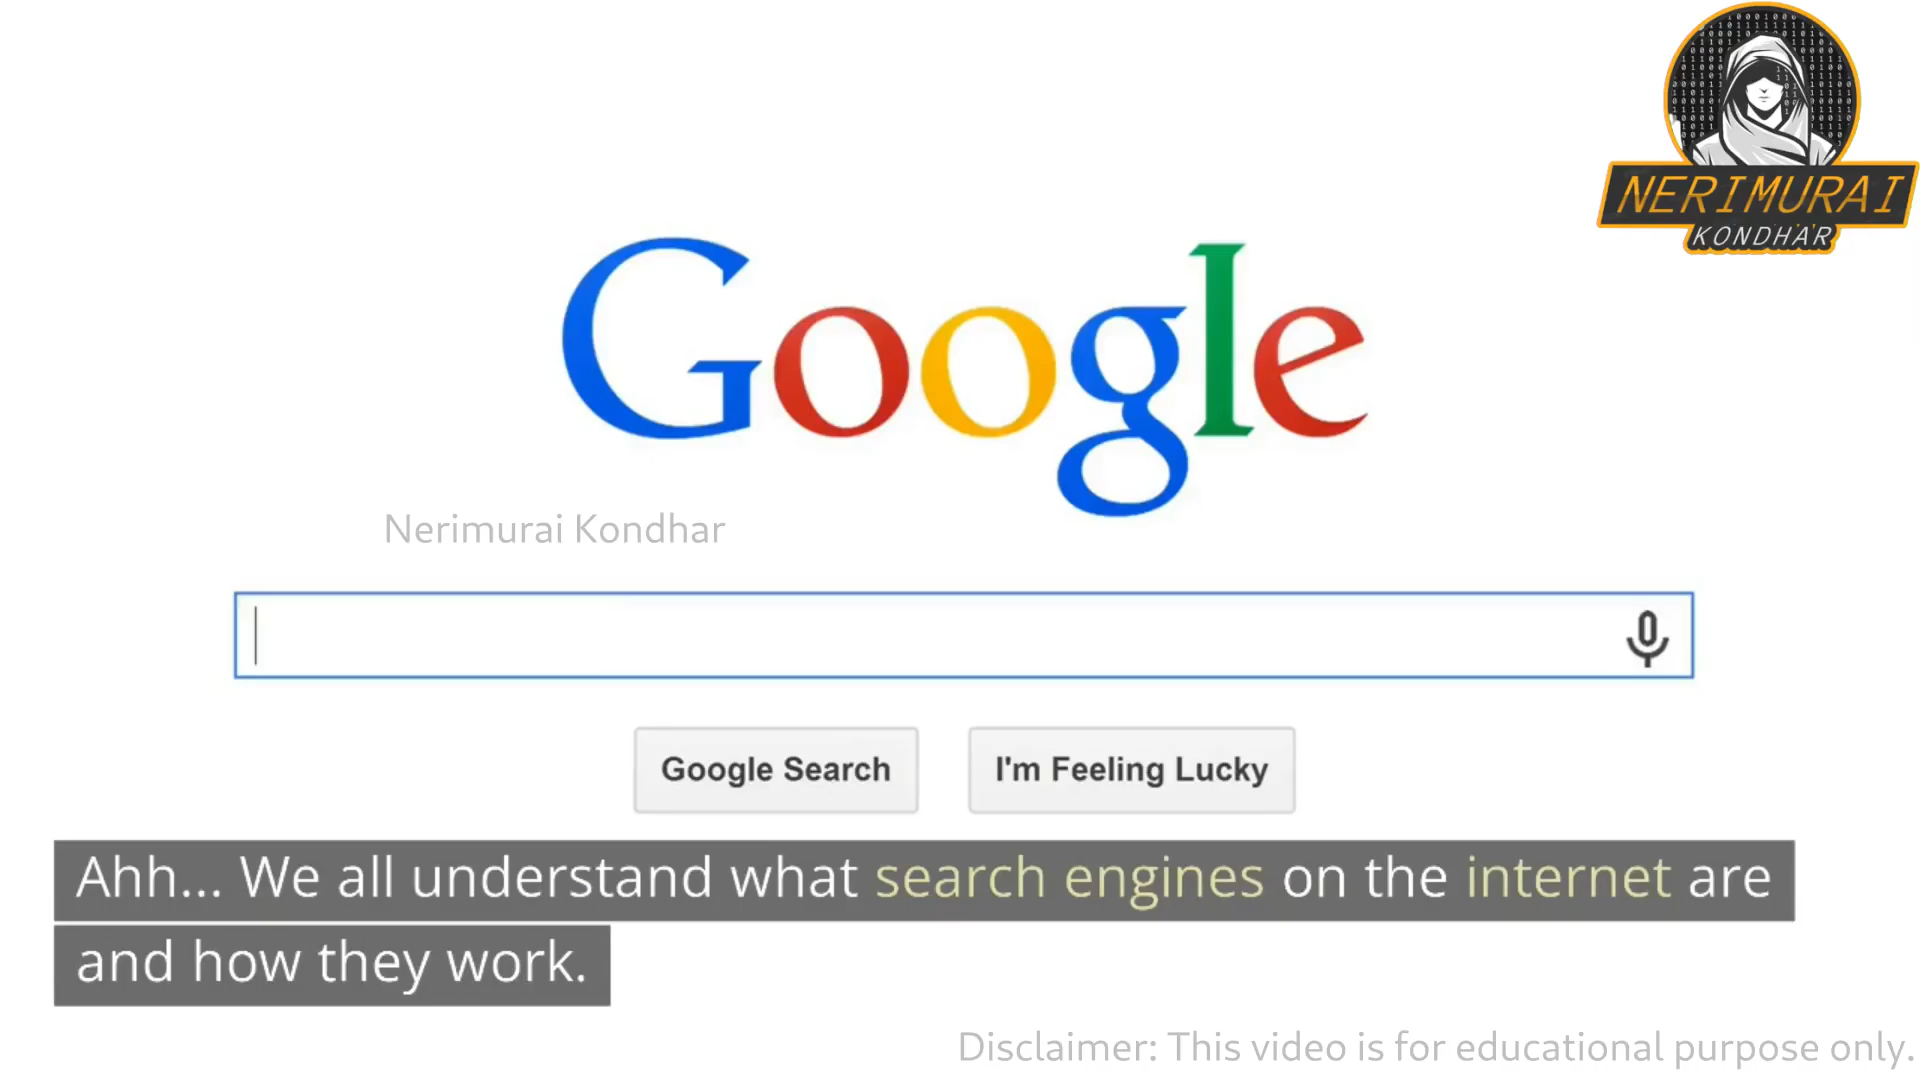 NERIMURAI
KONDHAR
Google
Nerimurai Kondhar
Google Search
I'm Feeling Lucky
Ahh... We all understand what search engines on the internet are
and how they work.
Disclaimer: This video is for educational purpose only.